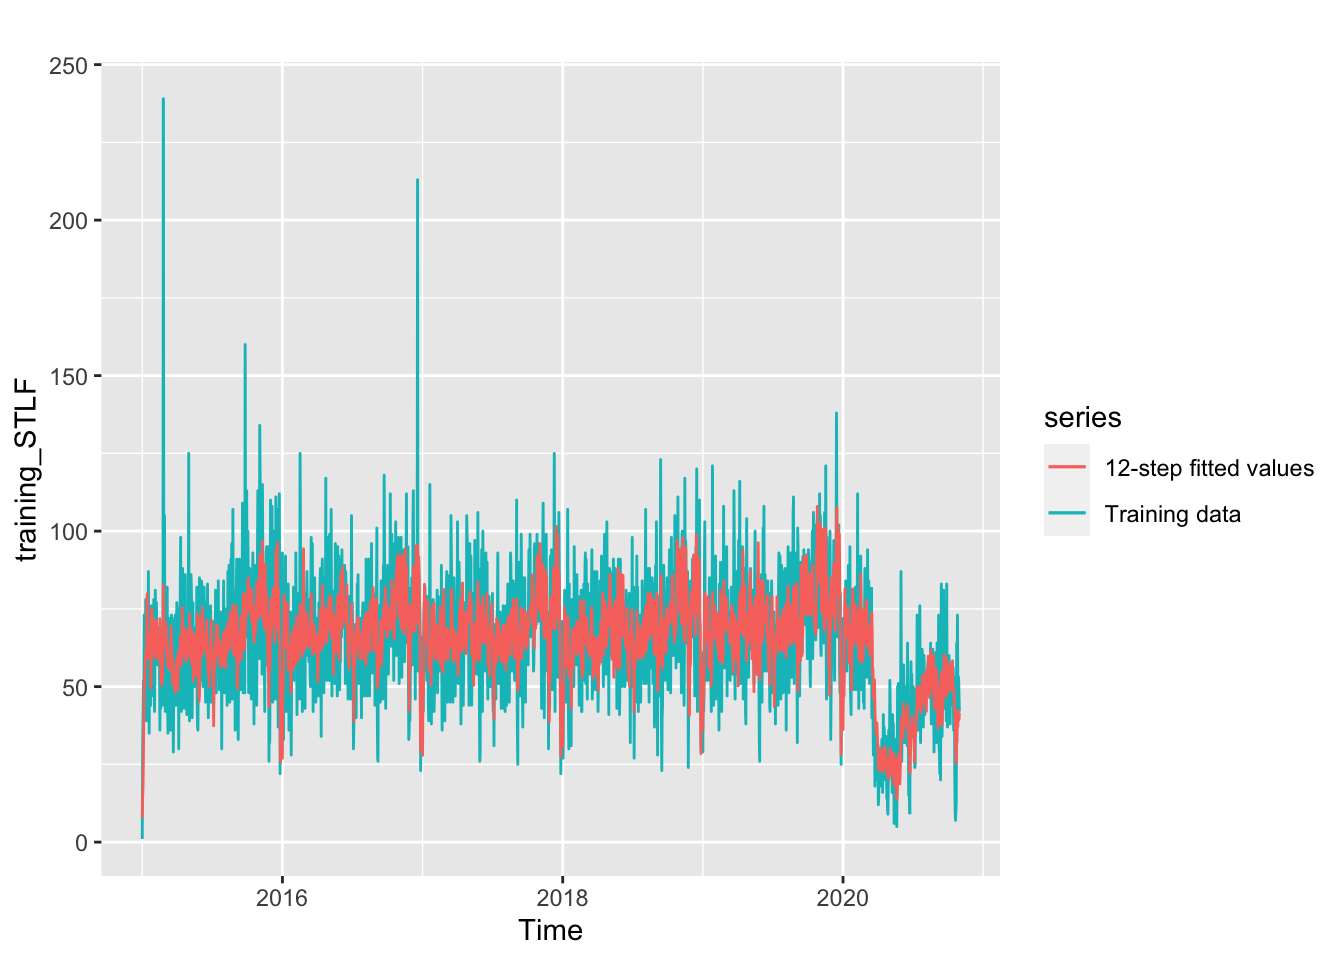 250
200
150
100
50
0
training_STLF
2016
2018
2020
Time
series
12-step fitted values
Training data